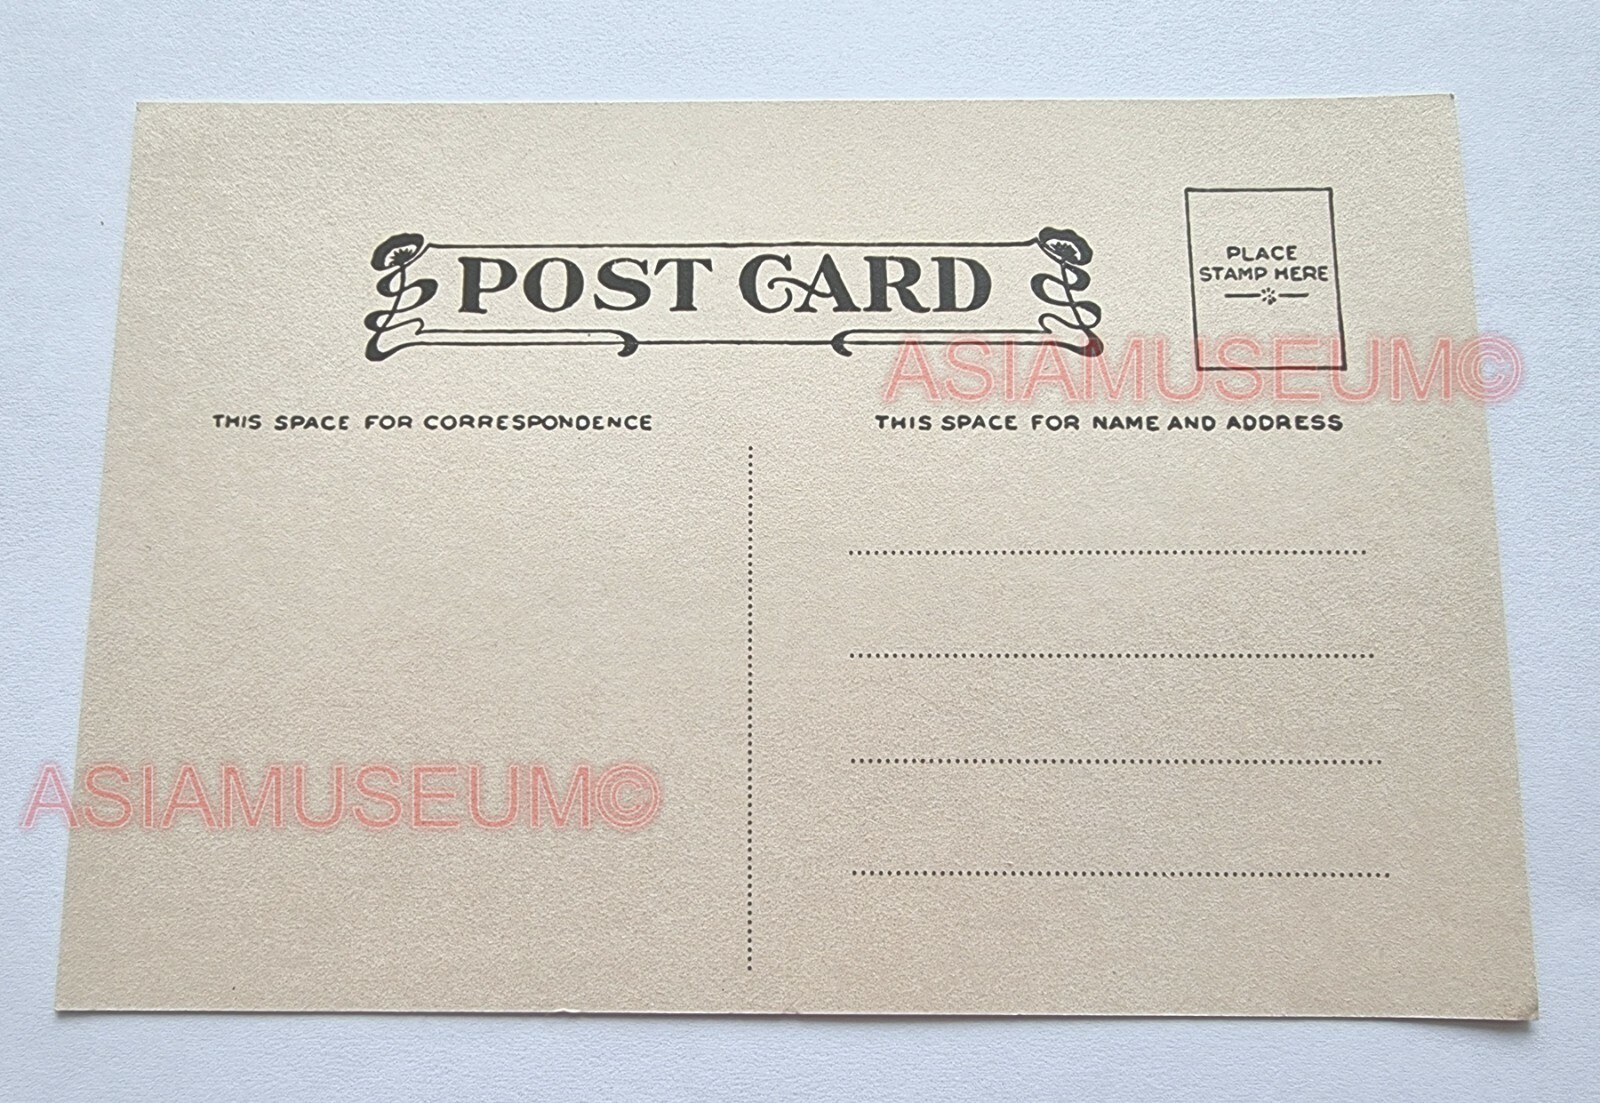 POST CARD
PLACE
STAMP HERE
ASIAMUSEUM©
THIS SPACE FOR CORRESPONDENCE
THIS SPACE FOR NAME AND ADDRESS
ASIAMUSEUM©